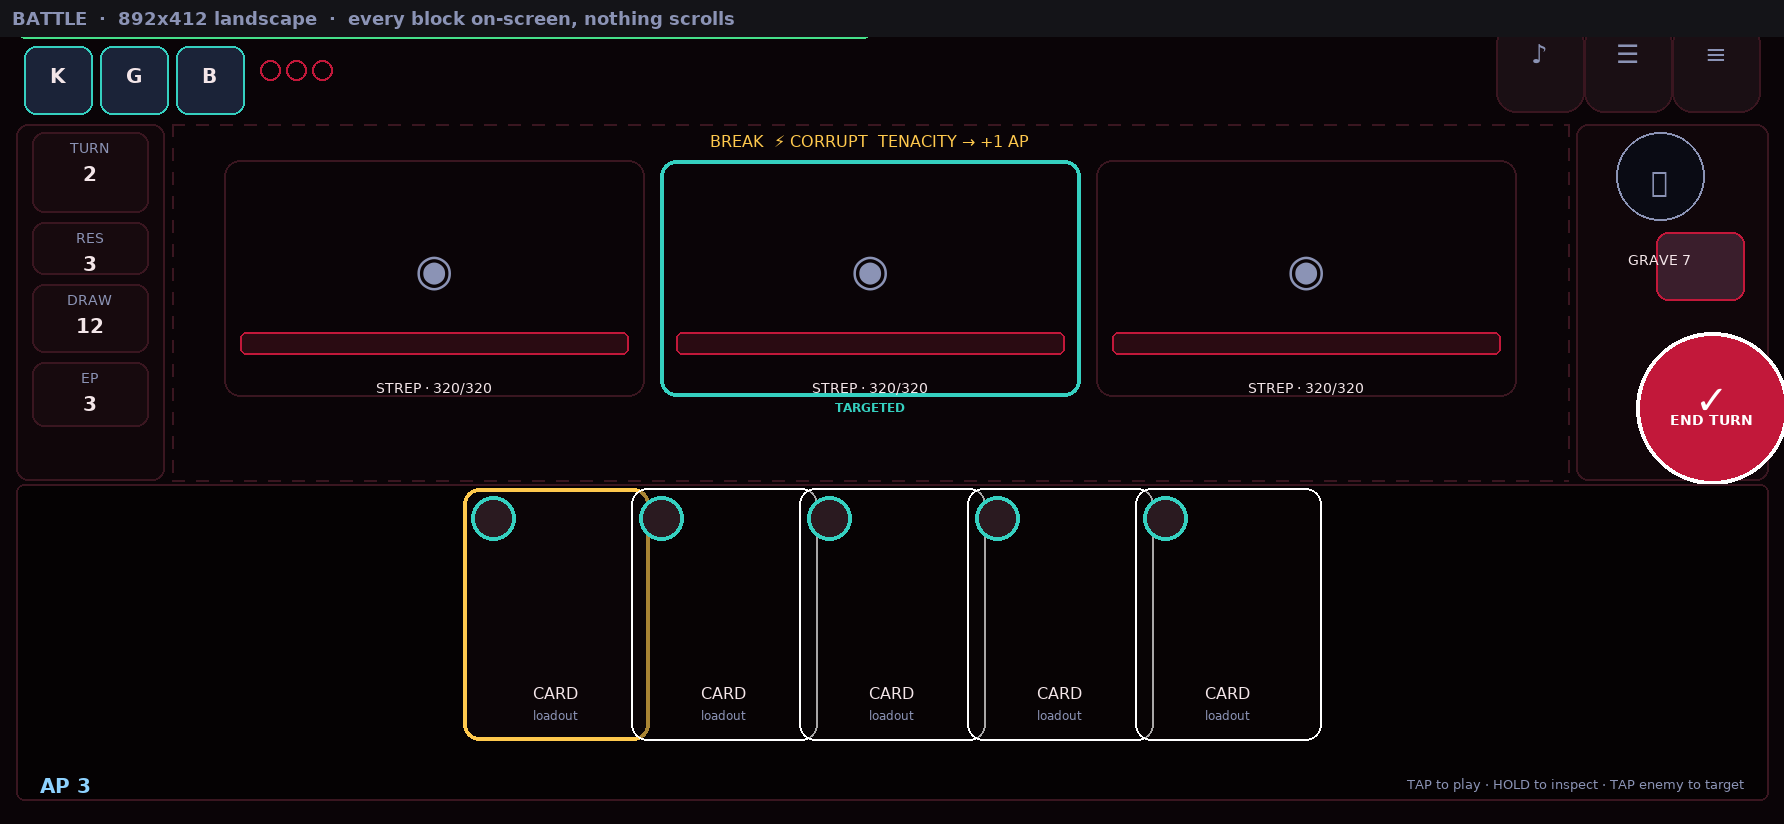 BATTLE · 892x412 landscape · every block on-screen, nothing scrolls
K G B
TURN
2
RES
3
DRAW
12
EP
3
BREAK ⚡ CORRUPT TENACITY → +1 AP
STREP · 320/320
STREP · 320/320
TARGETED
STREP · 320/320
GRAVE 7
✓
END TURN
CARD
loadout
CARD
loadout
CARD
loadout
CARD
loadout
CARD
loadout
AP 3
TAP to play · HOLD to inspect · TAP enemy to target